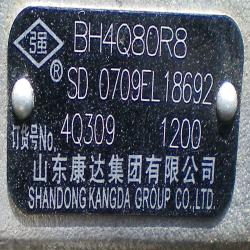 强 BH4Q80R8
® SD 0709EL18692
订货号No. 4Q309 1200
山东康达集团有限公司
SHANDONG KANGDA GROUP CO.,LTD.